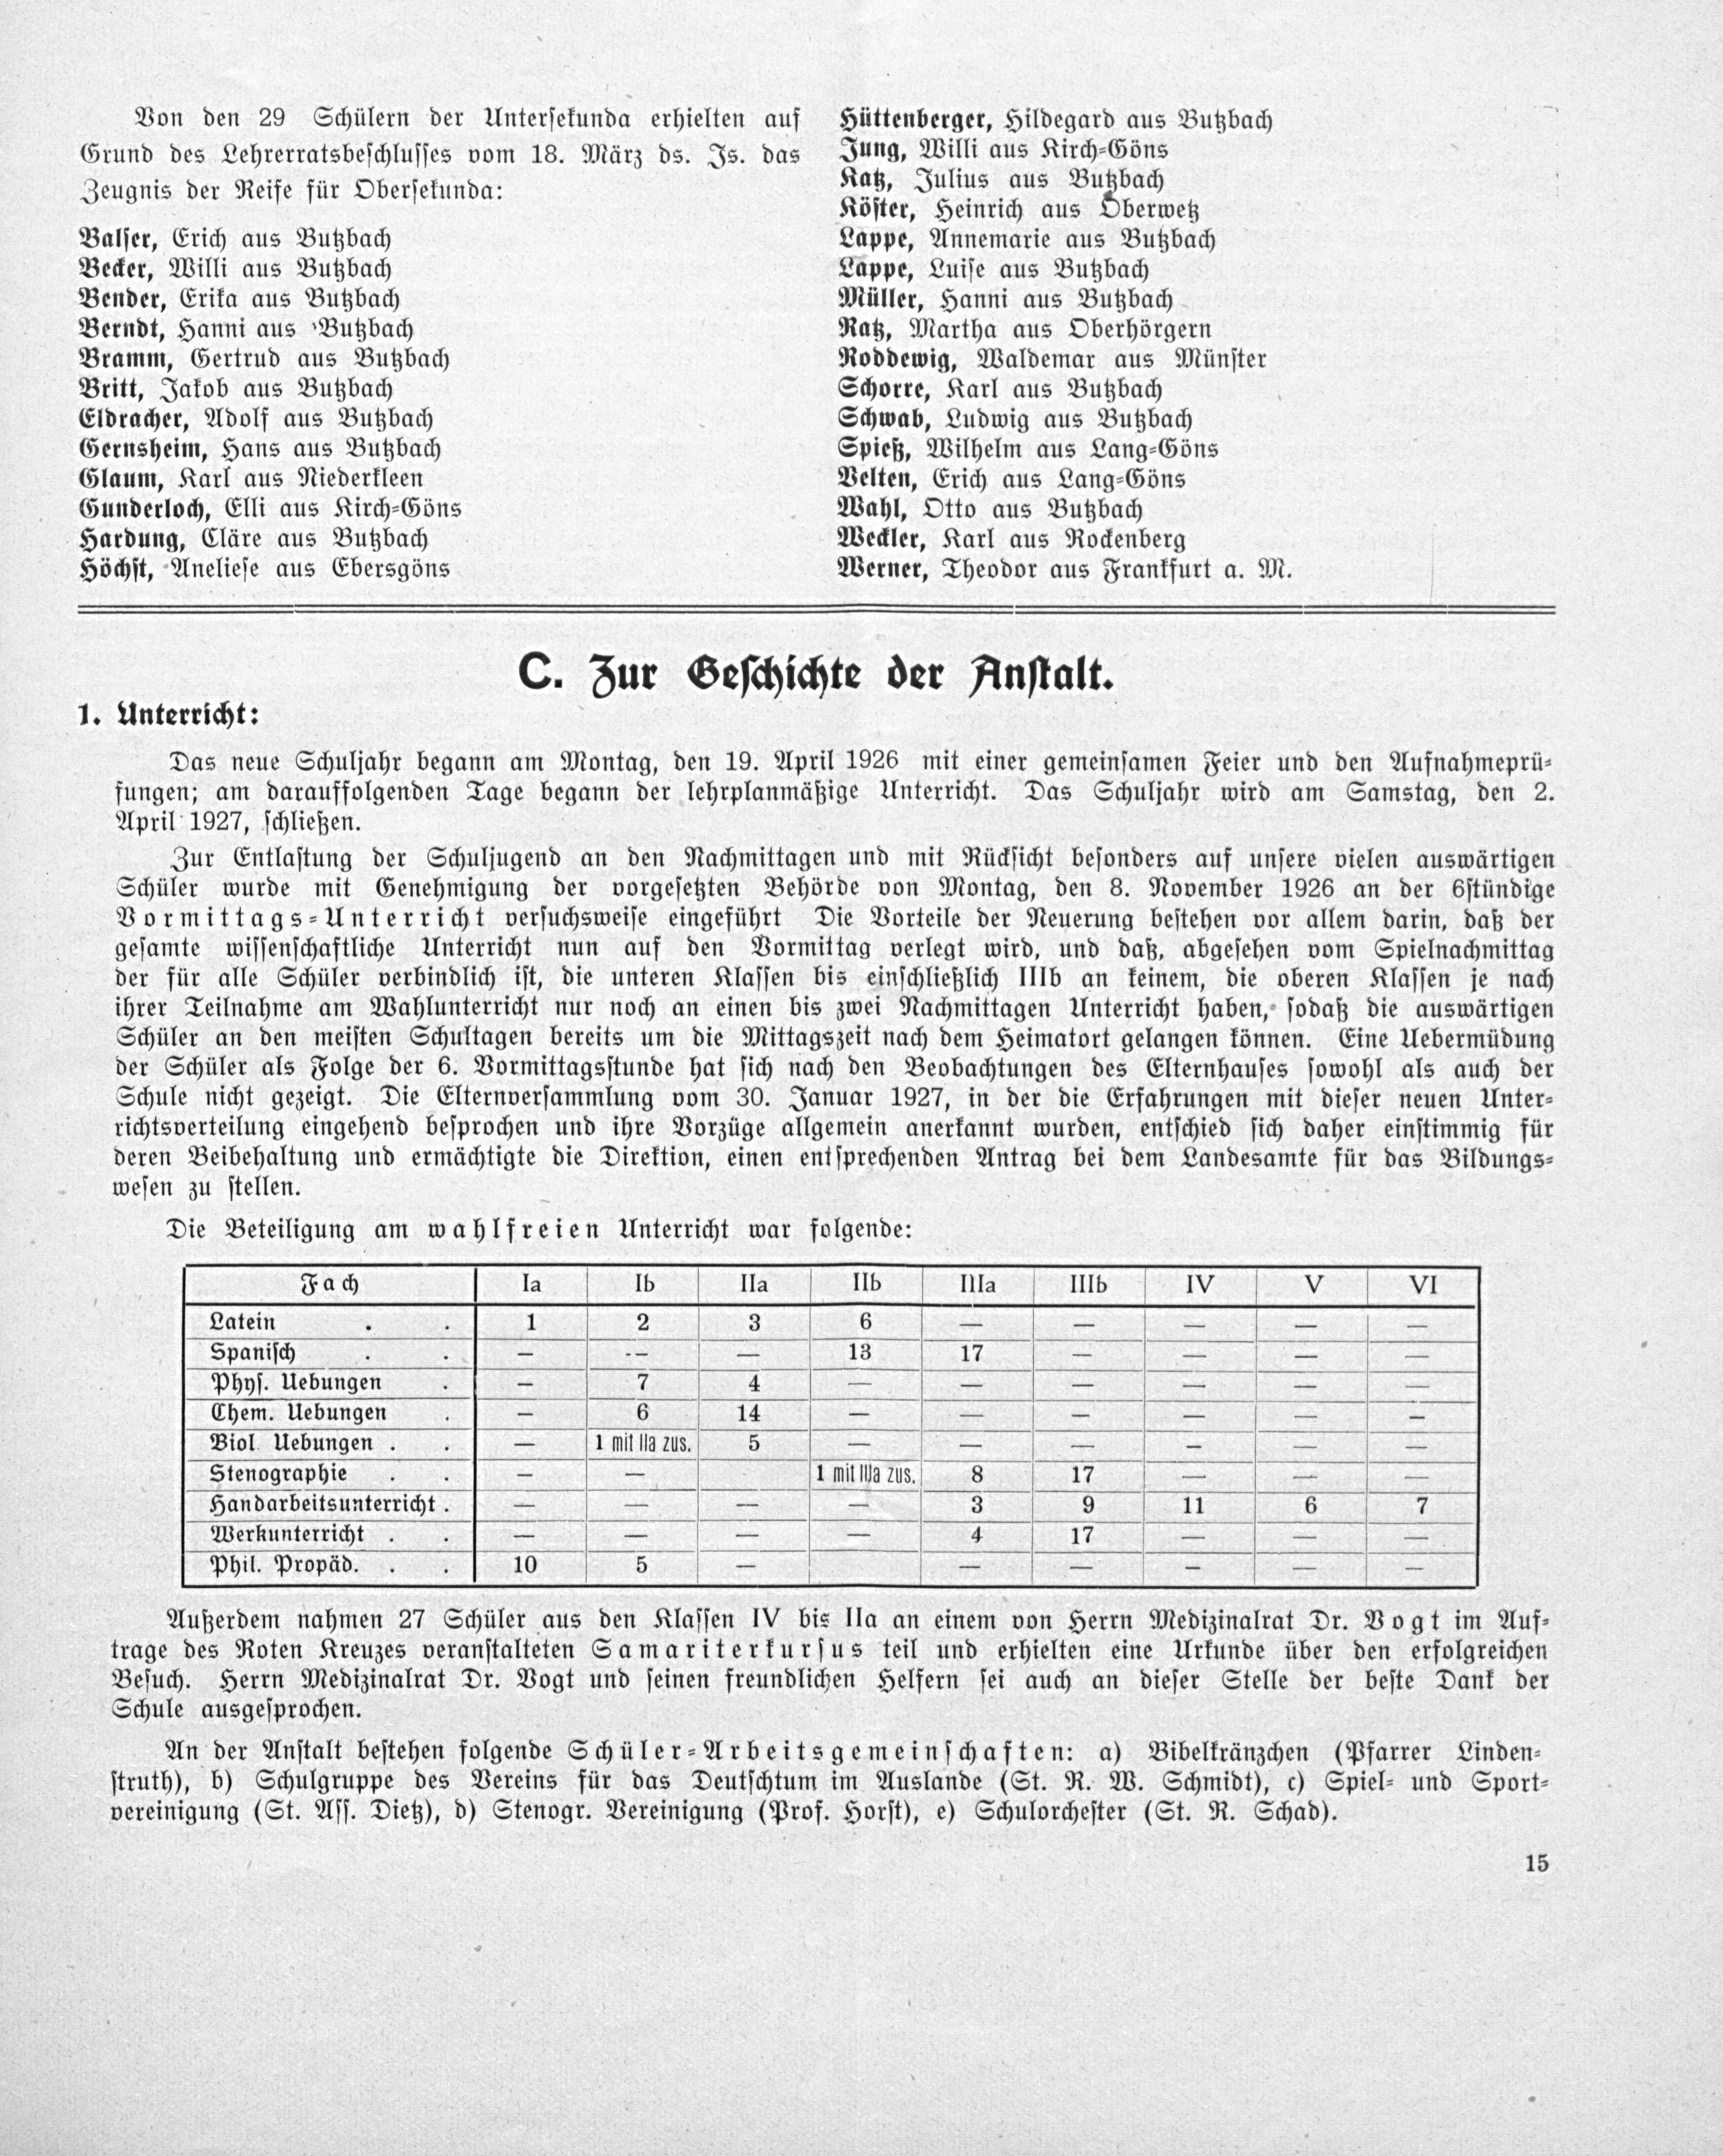 Von den 29 Schülern der Untersekunda erhielten auf
Grund des Lehrerratsbeschlusses vom 18. März ds. Js. das
Zeugnis der Reife für Obersekunda:
Balser, Erich aus Butzbach
Becker, Willi aus Butzbach
Bender, Erika aus Butzbach
Berndt, Hanni aus Butzbach
Bramm, Gertrud aus Butzbach
Britt, Jakob aus Butzbach
Eldracher, Adolf aus Butzbach
Gernsheim, Hans aus Butzbach
Glaum, Karl aus Niederkleen
Gunderloch, Elli aus Kirch-Göns
Hardung, Cläre aus Butzbach
Höchst, Aneliese aus Ebersgöns
Hüttenberger, Hildegard aus Butzbach
Jung, Willi aus Kirch-Göns
Katz, Julius aus Butzbach
Köster, Heinrich aus Oberwetz
Lappe, Annemarie aus Butzbach
Lappe, Luise aus Butzbach
Müller, Hanni aus Butzbach
Ratz, Martha aus Oberhörgern
Roddewig, Waldemar aus Münster
Schorre, Karl aus Butzbach
Schwab, Ludwig aus Butzbach
Spieß, Wilhelm aus Lang-Göns
Velten, Erich aus Lang-Göns
Wahl, Otto aus Butzbach
Weckler, Karl aus Rockenberg
Werner, Theodor aus Frankfurt a. M.
C. Zur Geschichte der Anstalt.
1. Unterricht:
Das neue Schuljahr begann am Montag, den 19. April 1926 mit einer gemeinsamen Feier und den Aufnahmeprü-
fungen; am darauffolgenden Tage begann der lehrplanmäßige Unterricht. Das Schuljahr wird am Samstag, den 2.
April 1927, schließen.
Zur Entlastung der Schuljugend an den Nachmittagen und mit Rücksicht besonders auf unsere vielen auswärtigen
Schüler wurde mit Genehmigung der vorgesetzten Behörde von Montag, den 8. November 1926 an der 6stündige
Vormittags-Unterricht versuchsweise eingeführt Die Vorteile der Neuerung bestehen vor allem darin, daß der
gesamte wissenschaftliche Unterricht nun auf den Vormittag verlegt wird, und daß, abgesehen vom Spielnachmittag
der für alle Schüler verbindlich ist, die unteren Klassen bis einschließlich IIIb an keinem, die oberen Klassen je nach
ihrer Teilnahme am Wahlunterricht nur noch an einen bis zwei Nachmittagen Unterricht haben, sodaß die auswärtigen
Schüler an den meisten Schultagen bereits um die Mittagszeit nach dem Heimatort gelangen können. Eine Uebermüdung
der Schüler als Folge der 6. Vormittagsstunde hat sich nach den Beobachtungen des Elternhauses sowohl als auch der
Schule nicht gezeigt. Die Elternversammlung vom 30. Januar 1927, in der die Erfahrungen mit dieser neuen Unter-
richtsverteilung eingehend besprochen und ihre Vorzüge allgemein anerkannt wurden, entschied sich daher einstimmig für
deren Beibehaltung und ermächtigte die Direktion, einen entsprechenden Antrag bei dem Landesamte für das Bildungs-
wesen zu stellen.
Die Beteiligung am wahlfreien Unterricht war folgende:
Fach Ia Ib IIa IIb IIIa IIIb IV V VI
Latein . . 1 2 3 6 — — — — —
Spanisch . . — — — 13 17 — — — —
Phys. Uebungen . — 7 4 — — — — — —
Chem. Uebungen . — 6 14 — — — — — —
Biol. Uebungen . . — 1 mit IIa zus. 5 — — — — — —
Stenographie . . — — 1 mit IIIa zus. 8 17 — — —
Handarbeitsunterricht . — — — — 3 9 11 6 7
Werkunterricht . . — — — — 4 17 — — —
Phil. Propäd. . . 10 5 — — — — — —
Außerdem nahmen 27 Schüler aus den Klassen IV bis IIa an einem von Herrn Medizinalrat Dr. Vogt im Auf-
trage des Roten Kreuzes veranstalteten Samariterkursus teil und erhielten eine Urkunde über den erfolgreichen
Besuch. Herrn Medizinalrat Dr. Vogt und seinen freundlichen Helfern sei auch an dieser Stelle der beste Dank der
Schule ausgesprochen.
An der Anstalt bestehen folgende Schüler-Arbeitsgemeinschaften: a) Bibelkränzchen (Pfarrer Linden-
struth), b) Schulgruppe des Vereins für das Deutschtum im Auslande (St. R. W. Schmidt), c) Spiel- und Sport-
vereinigung (St. Ass. Dietz), d) Stenogr. Vereinigung (Prof. Horst), e) Schulorchester (St. R. Schad).
15